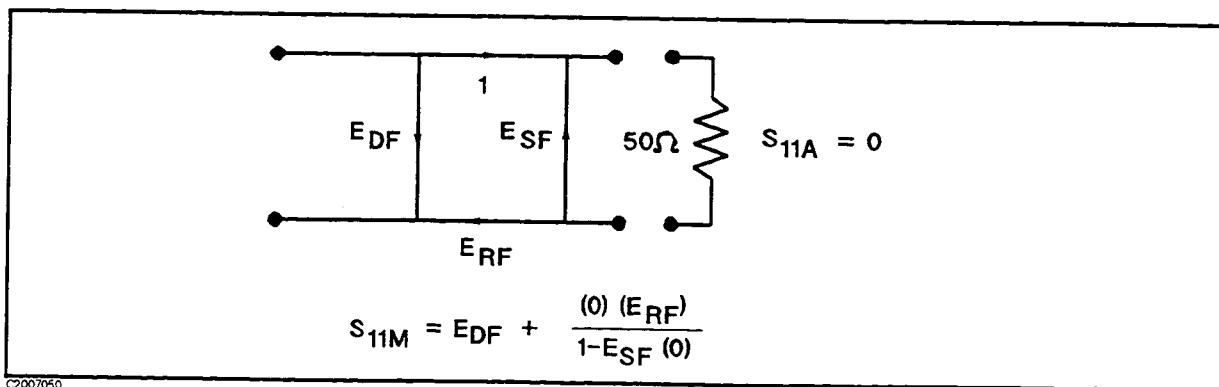 1
E_DF
E_SF
50Ω
S_11A = 0
E_RF
S_11M = E_DF + (0) (E_RF) / 1-E_SF (0)
C2007050